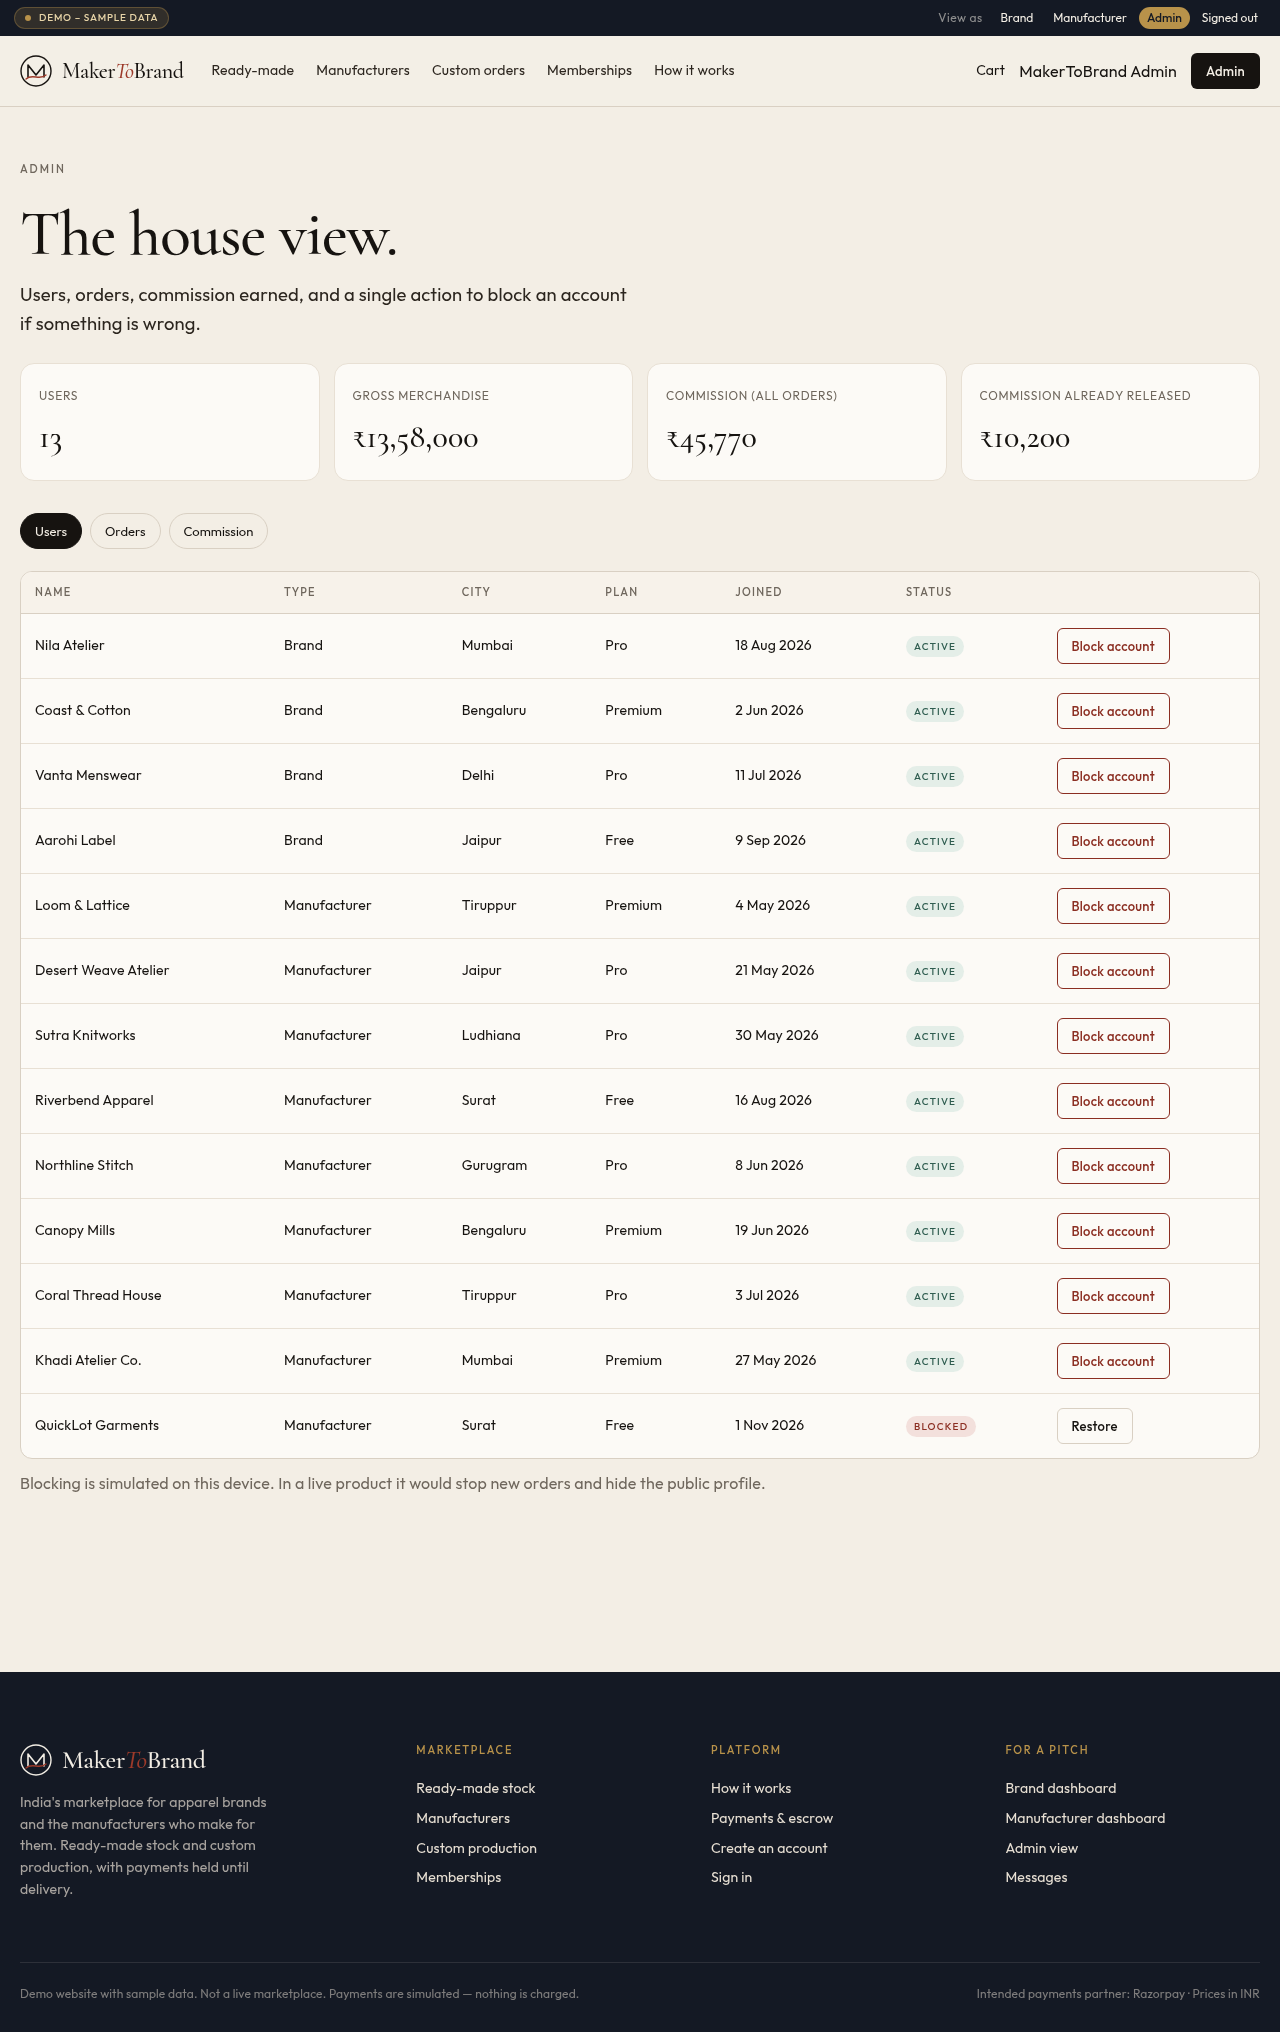 DEMO – SAMPLE DATA
View as Brand Manufacturer Admin Signed out
MakerToBrand Ready-made Manufacturers Custom orders Memberships How it works Cart MakerToBrand Admin Admin
ADMIN
The house view.
Users, orders, commission earned, and a single action to block an account
if something is wrong.
USERS
13
GROSS MERCHANDISE
₹13,58,000
COMMISSION (ALL ORDERS)
₹45,770
COMMISSION ALREADY RELEASED
₹10,200
Users Orders Commission
NAME TYPE CITY PLAN JOINED STATUS
Nila Atelier Brand Mumbai Pro 18 Aug 2026 ACTIVE Block account
Coast & Cotton Brand Bengaluru Premium 2 Jun 2026 ACTIVE Block account
Vanta Menswear Brand Delhi Pro 11 Jul 2026 ACTIVE Block account
Aarohi Label Brand Jaipur Free 9 Sep 2026 ACTIVE Block account
Loom & Lattice Manufacturer Tiruppur Premium 4 May 2026 ACTIVE Block account
Desert Weave Atelier Manufacturer Jaipur Pro 21 May 2026 ACTIVE Block account
Sutra Knitworks Manufacturer Ludhiana Pro 30 May 2026 ACTIVE Block account
Riverbend Apparel Manufacturer Surat Free 16 Aug 2026 ACTIVE Block account
Northline Stitch Manufacturer Gurugram Pro 8 Jun 2026 ACTIVE Block account
Canopy Mills Manufacturer Bengaluru Premium 19 Jun 2026 ACTIVE Block account
Coral Thread House Manufacturer Tiruppur Pro 3 Jul 2026 ACTIVE Block account
Khadi Atelier Co. Manufacturer Mumbai Premium 27 May 2026 ACTIVE Block account
QuickLot Garments Manufacturer Surat Free 1 Nov 2026 BLOCKED Restore
Blocking is simulated on this device. In a live product it would stop new orders and hide the public profile.
MakerToBrand
India's marketplace for apparel brands
and the manufacturers who make for
them. Ready-made stock and custom
production, with payments held until
delivery.
MARKETPLACE
Ready-made stock
Manufacturers
Custom production
Memberships
PLATFORM
How it works
Payments & escrow
Create an account
Sign in
FOR A PITCH
Brand dashboard
Manufacturer dashboard
Admin view
Messages
Demo website with sample data. Not a live marketplace. Payments are simulated — nothing is charged.
Intended payments partner: Razorpay · Prices in INR